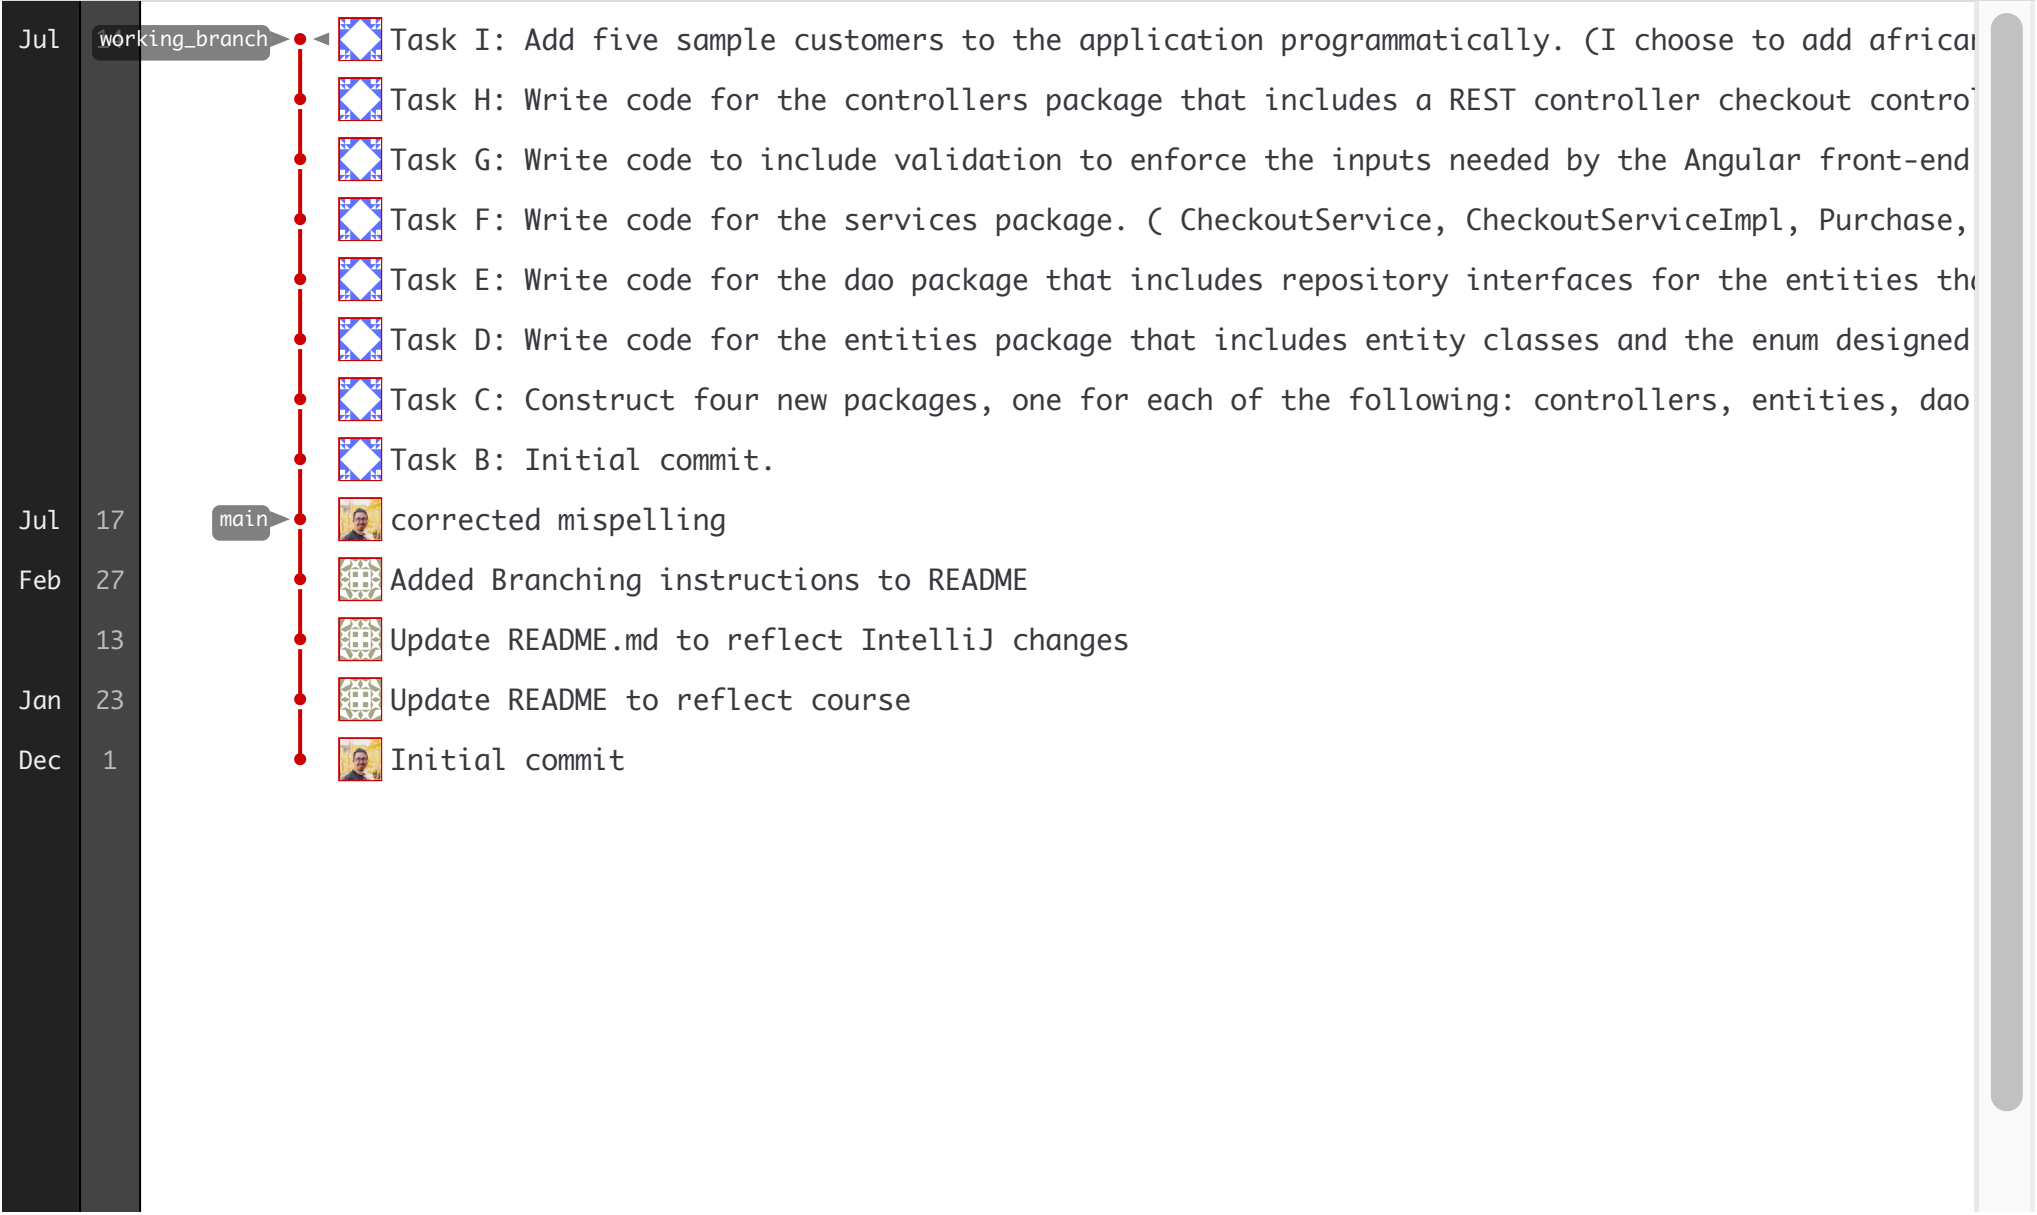 Jul working_branch Task I: Add five sample customers to the application programmatically. (I choose to add african
Task H: Write code for the controllers package that includes a REST controller checkout control
Task G: Write code to include validation to enforce the inputs needed by the Angular front-end
Task F: Write code for the services package. ( CheckoutService, CheckoutServiceImpl, Purchase,
Task E: Write code for the dao package that includes repository interfaces for the entities tha
Task D: Write code for the entities package that includes entity classes and the enum designed
Task C: Construct four new packages, one for each of the following: controllers, entities, dao
Task B: Initial commit.
Jul 17 main corrected mispelling
Feb 27 Added Branching instructions to README
13 Update README.md to reflect IntelliJ changes
Jan 23 Update README to reflect course
Dec 1 Initial commit